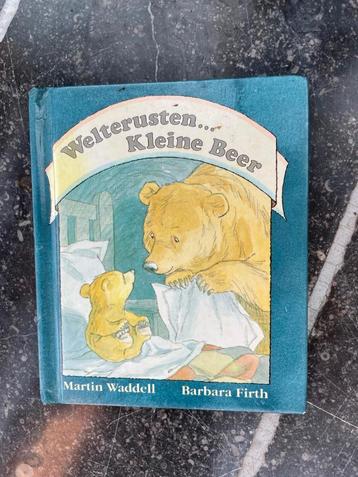 Welterusten...
Kleine Beer
Martin Waddell Barbara Firth